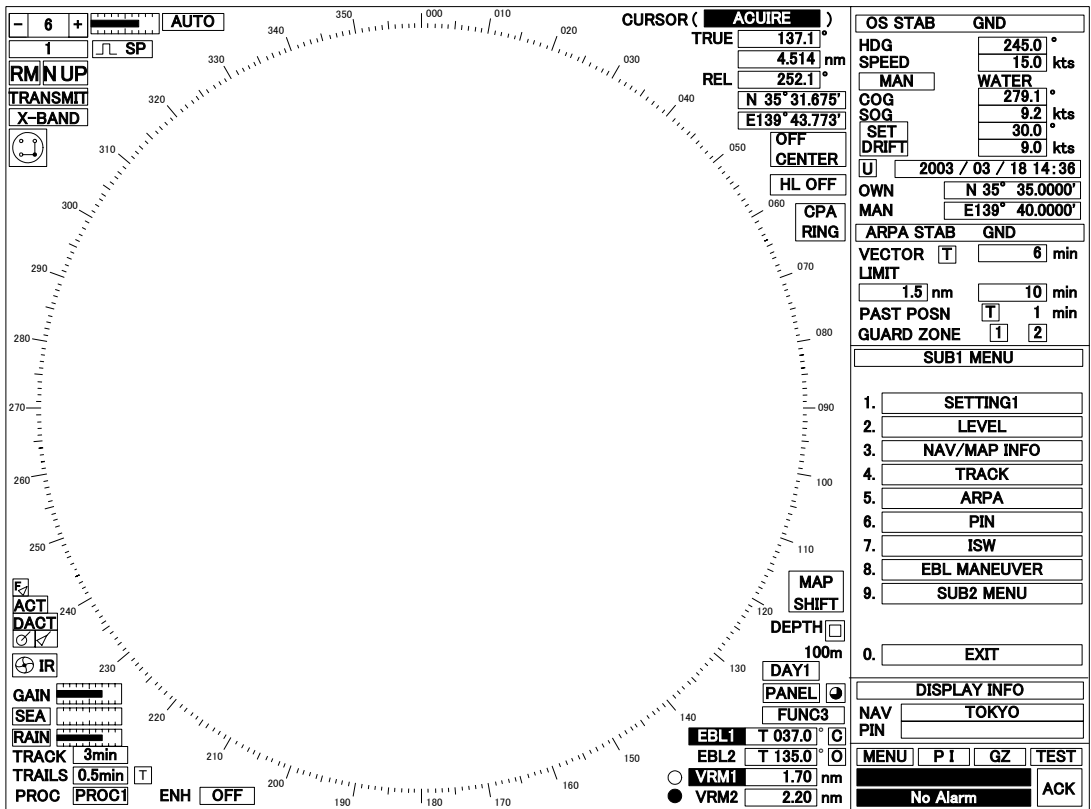 - 6 + AUTO
1 SP
RM N UP
TRANSMIT
X-BAND
CURSOR ( ACUIRE )
TRUE 137.1 °
4.514 nm
REL 252.1 °
N 35° 31.675'
E139° 43.773'
OFF
CENTER
HL OFF
CPA
RING
000
010
020
030
040
050
060
070
080
090
100
110
120
130
140
150
160
170
180
190
200
210
220
230
240
250
260
270
280
290
300
310
320
330
340
350
F
ACT
DACT
IR
GAIN
SEA
RAIN
TRACK 3min
TRAILS 0.5min T
PROC PROC1 ENH OFF
MAP
SHIFT
DEPTH
100m
DAY1
PANEL
FUNC3
EBL1 T 037.0 ° C
EBL2 T 135.0 ° O
VRM1 1.70 nm
VRM2 2.20 nm
OS STAB GND
HDG 245.0 °
SPEED 15.0 kts
MAN WATER
COG 279.1 °
SOG 9.2 kts
SET 30.0 °
DRIFT 9.0 kts
U 2003 / 03 / 18 14:36
OWN N 35° 35.0000'
MAN E139° 40.0000'
ARPA STAB GND
VECTOR T 6 min
LIMIT
1.5 nm 10 min
PAST POSN T 1 min
GUARD ZONE 1 2
SUB1 MENU
1. SETTING1
2. LEVEL
3. NAV/MAP INFO
4. TRACK
5. ARPA
6. PIN
7. ISW
8. EBL MANEUVER
9. SUB2 MENU
0. EXIT
DISPLAY INFO
NAV TOKYO
PIN
MENU P I GZ TEST
No Alarm ACK